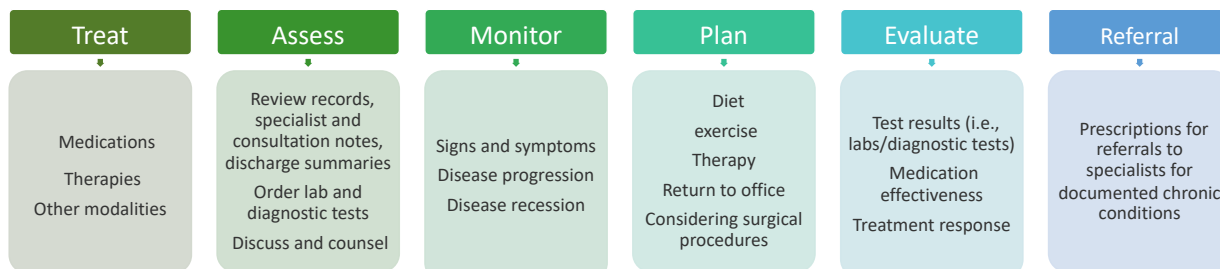 Treat
Medications
Therapies
Other modalities
Assess
Review records,
specialist and
consultation notes,
discharge summaries
Order lab and
diagnostic tests
Discuss and counsel
Monitor
Signs and symptoms
Disease progression
Disease recession
Plan
Diet
exercise
Therapy
Return to office
Considering surgical
procedures
Evaluate
Test results (i.e.,
labs/diagnostic tests)
Medication
effectiveness
Treatment response
Referral
Prescriptions for
referrals to
specialists for
documented chronic
conditions